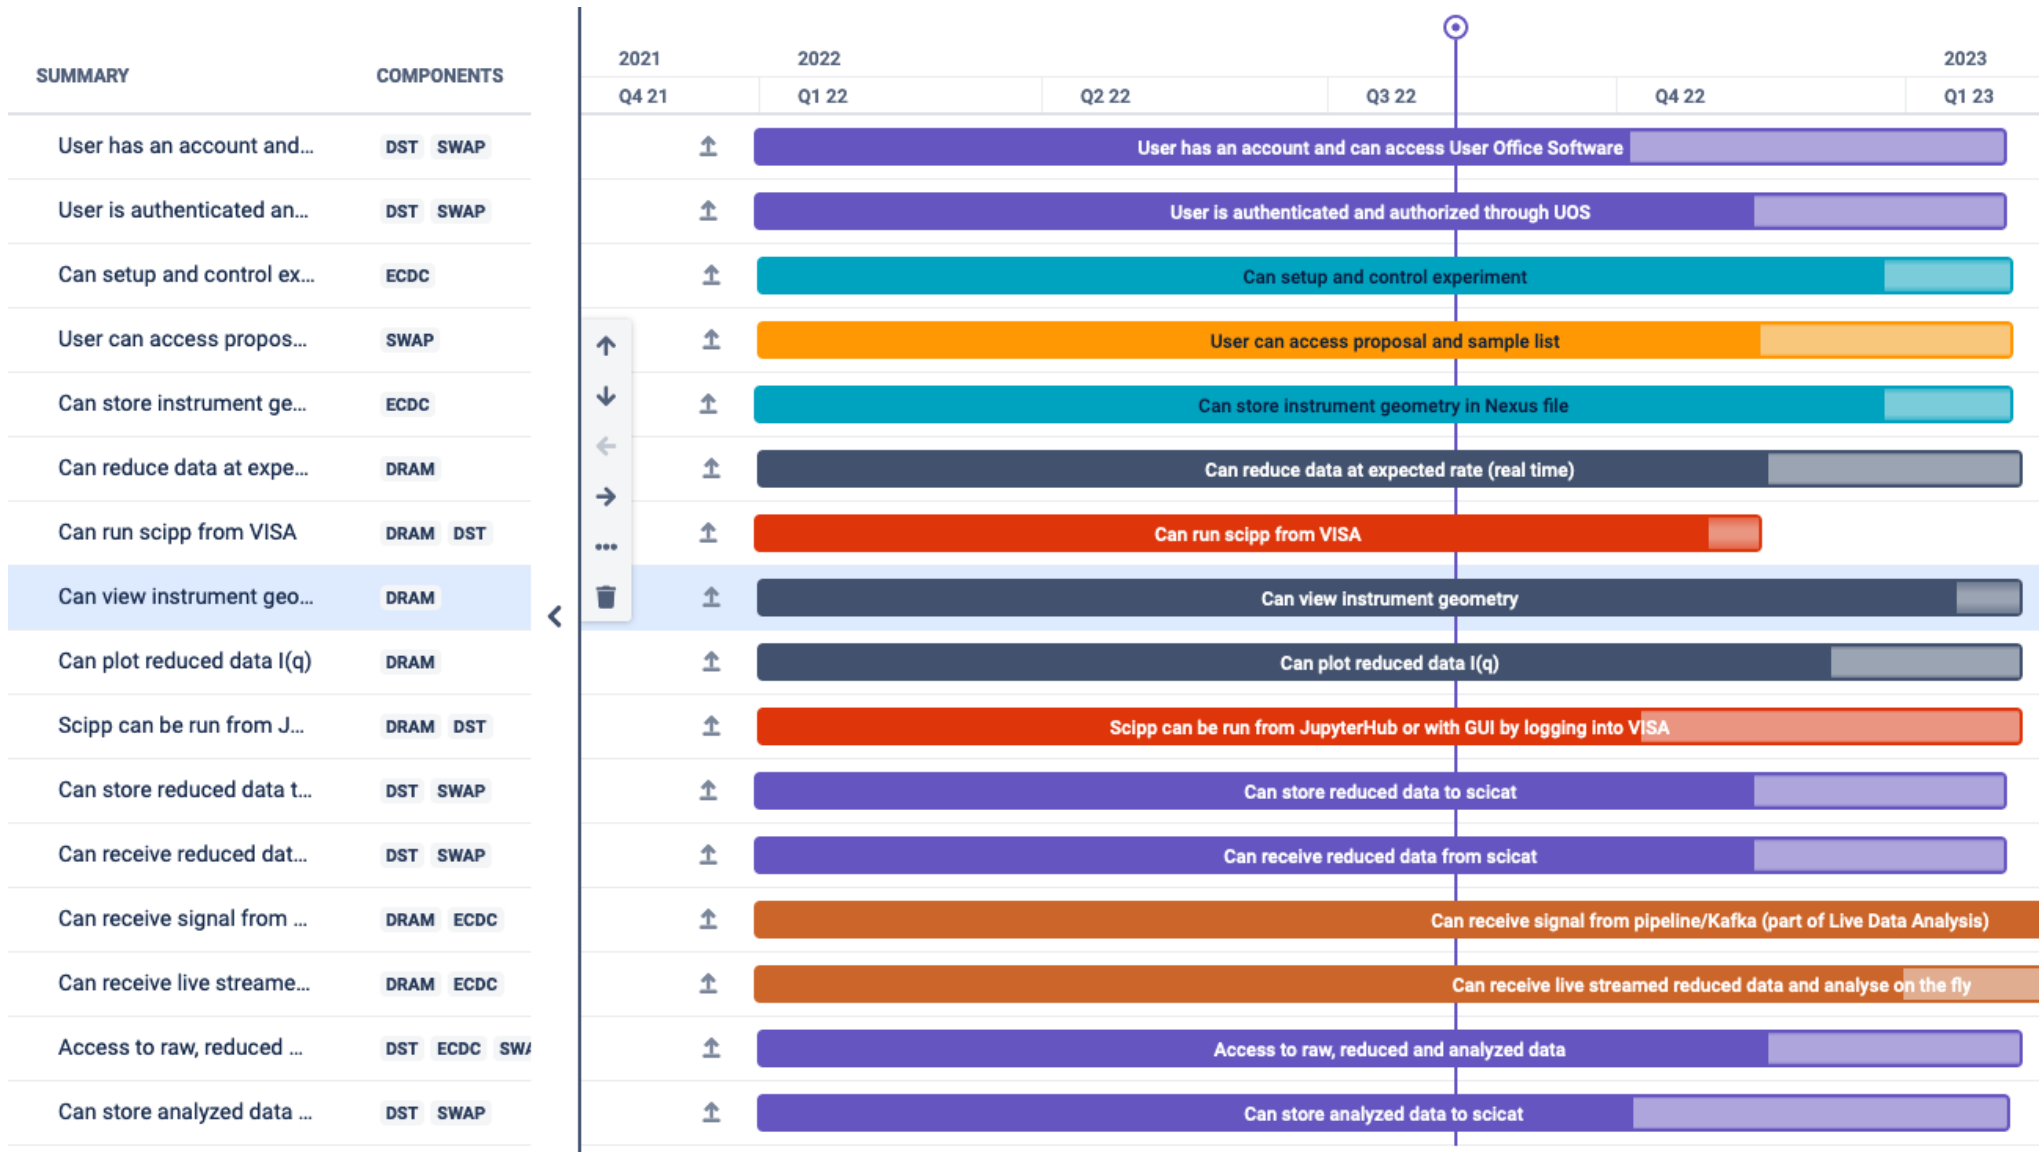 2021 2022 2023
SUMMARY COMPONENTS
Q4 21 Q1 22 Q2 22 Q3 22 Q4 22 Q1 23
User has an account and... DST SWAP User has an account and can access User Office Software
User is authenticated an... DST SWAP User is authenticated and authorized through UOS
Can setup and control ex... ECDC Can setup and control experiment
User can access propos... SWAP User can access proposal and sample list
Can store instrument ge... ECDC Can store instrument geometry in Nexus file
Can reduce data at expe... DRAM Can reduce data at expected rate (real time)
Can run scipp from VISA DRAM DST Can run scipp from VISA
Can view instrument geo... DRAM Can view instrument geometry
Can plot reduced data I(q) DRAM Can plot reduced data I(q)
Scipp can be run from J... DRAM DST Scipp can be run from JupyterHub or with GUI by logging into VISA
Can store reduced data t... DST SWAP Can store reduced data to scicat
Can receive reduced dat... DST SWAP Can receive reduced data from scicat
Can receive signal from ... DRAM ECDC Can receive signal from pipeline/Kafka (part of Live Data Analysis)
Can receive live streame... DRAM ECDC Can receive live streamed reduced data and analyse on the fly
Access to raw, reduced ... DST ECDC SWA Access to raw, reduced and analyzed data
Can store analyzed data ... DST SWAP Can store analyzed data to scicat